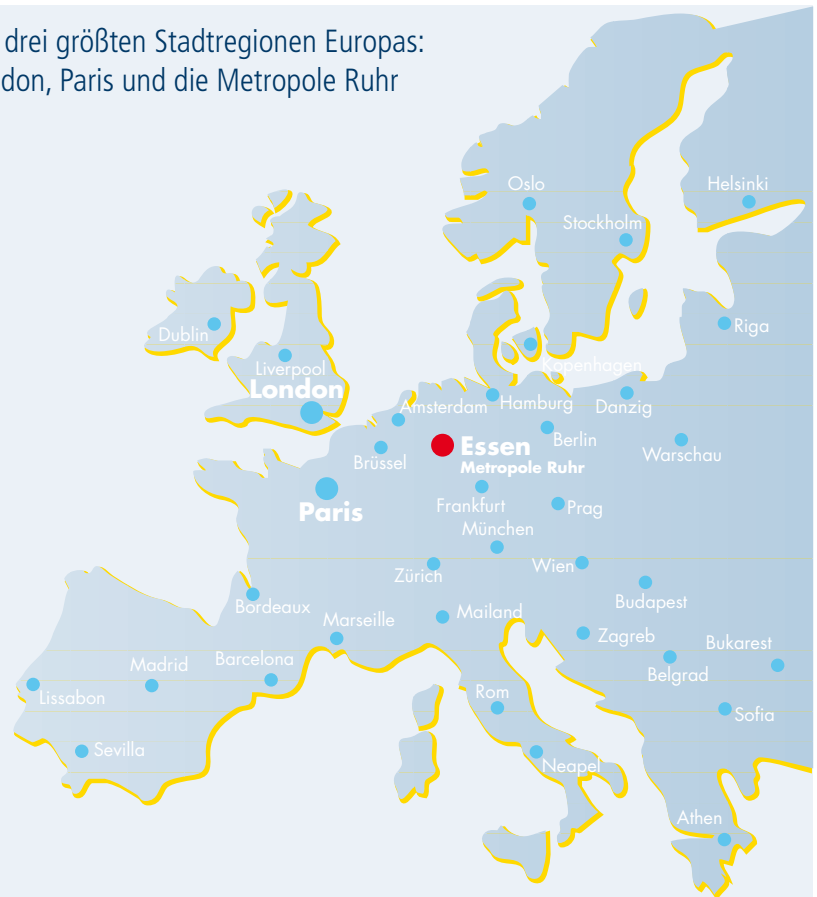 drei größten Stadtregionen Europas:
don, Paris und die Metropole Ruhr
Oslo
Helsinki
Stockholm
Dublin
Riga
Liverpool
Kopenhagen
London
Amsterdam
Hamburg
Danzig
Essen
Metropole Ruhr
Berlin
Brüssel
Warschau
Paris
Frankfurt
Prag
München
Zürich
Wien
Bordeaux
Budapest
Marseille
Mailand
Zagreb
Bukarest
Madrid
Barcelona
Belgrad
Lissabon
Rom
Sofia
Sevilla
Neapel
Athen